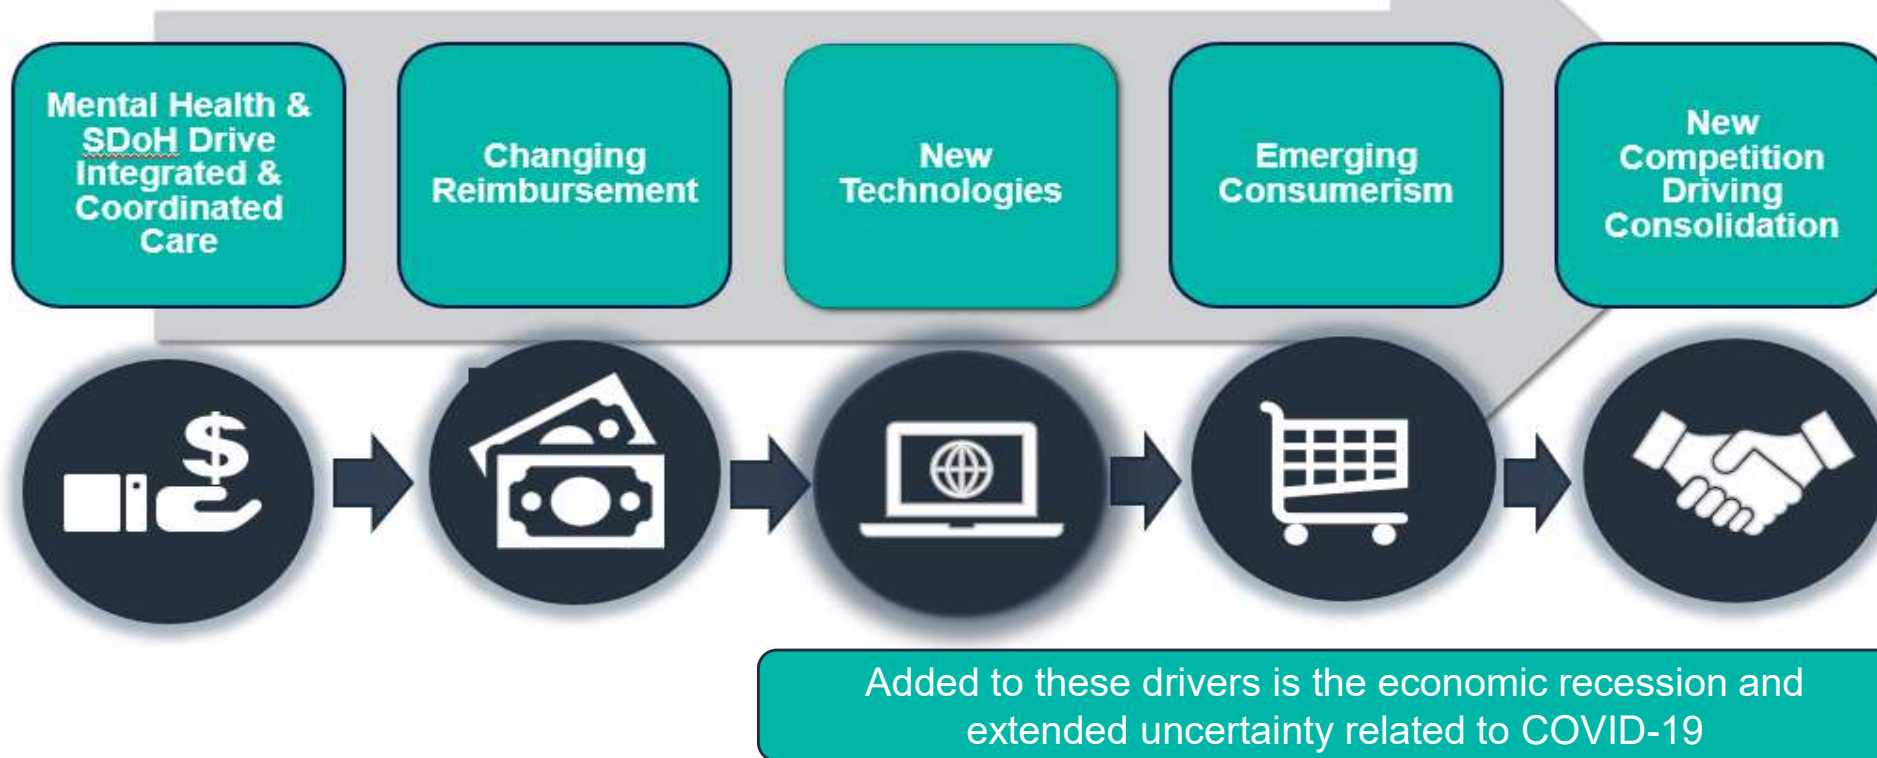 Mental Health &
SDoH Drive
Integrated &
Coordinated
Care
Changing
Reimbursement
New
Technologies
Emerging
Consumerism
New
Competition
Driving
Consolidation
$
Added to these drivers is the economic recession and
extended uncertainty related to COVID-19